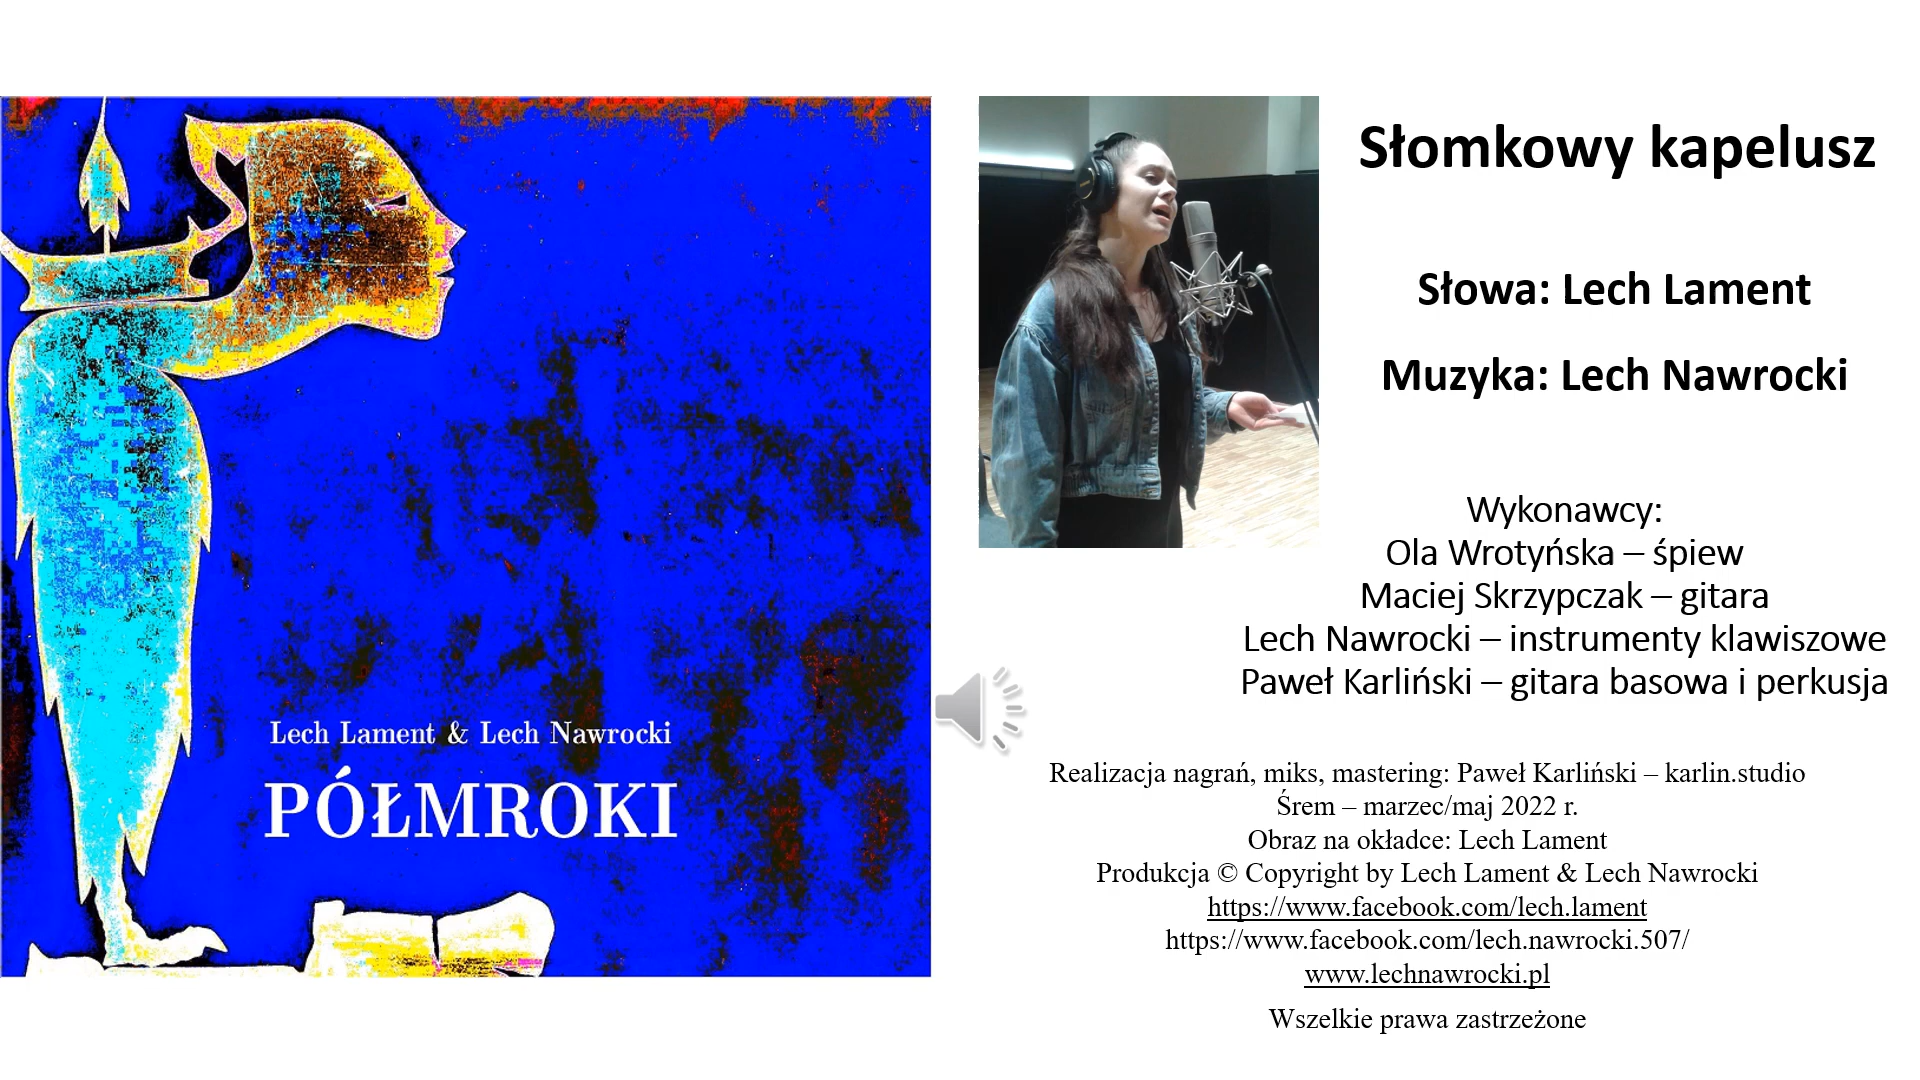 Lech Lament & Lech Nawrocki
PÓŁMROKI
Słomkowy kapelusz
Słowa: Lech Lament
Muzyka: Lech Nawrocki
Wykonawcy:
Ola Wrotyńska – śpiew
Maciej Skrzypczak – gitara
Lech Nawrocki – instrumenty klawiszowe
Paweł Karliński – gitara basowa i perkusja
Realizacja nagrań, miks, mastering: Paweł Karliński – karlin.studio
Śrem – marzec/maj 2022 r.
Obraz na okładce: Lech Lament
Produkcja © Copyright by Lech Lament & Lech Nawrocki
https://www.facebook.com/lech.lament
https://www.facebook.com/lech.nawrocki.507/
www.lechnawrocki.pl
Wszelkie prawa zastrzeżone